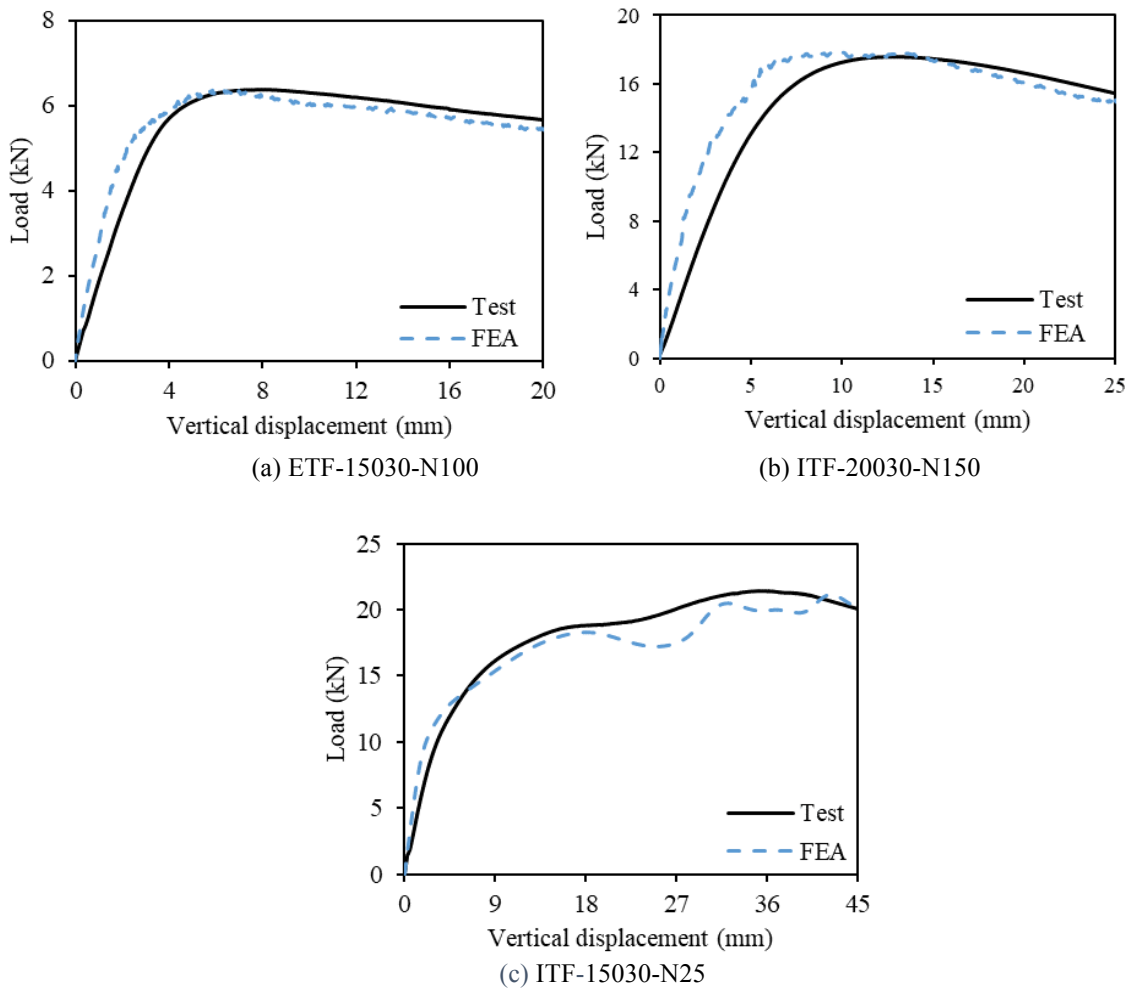 8
6
4
2
0
Load (kN)
Test
FEA
0 4 8 12 16 20
Vertical displacement (mm)
(a) ETF-15030-N100
20
16
12
8
4
0
Load (kN)
Test
FEA
0 5 10 15 20 25
Vertical displacement (mm)
(b) ITF-20030-N150
25
20
15
10
5
0
Load (kN)
Test
FEA
0 9 18 27 36 45
Vertical displacement (mm)
(c) ITF-15030-N25